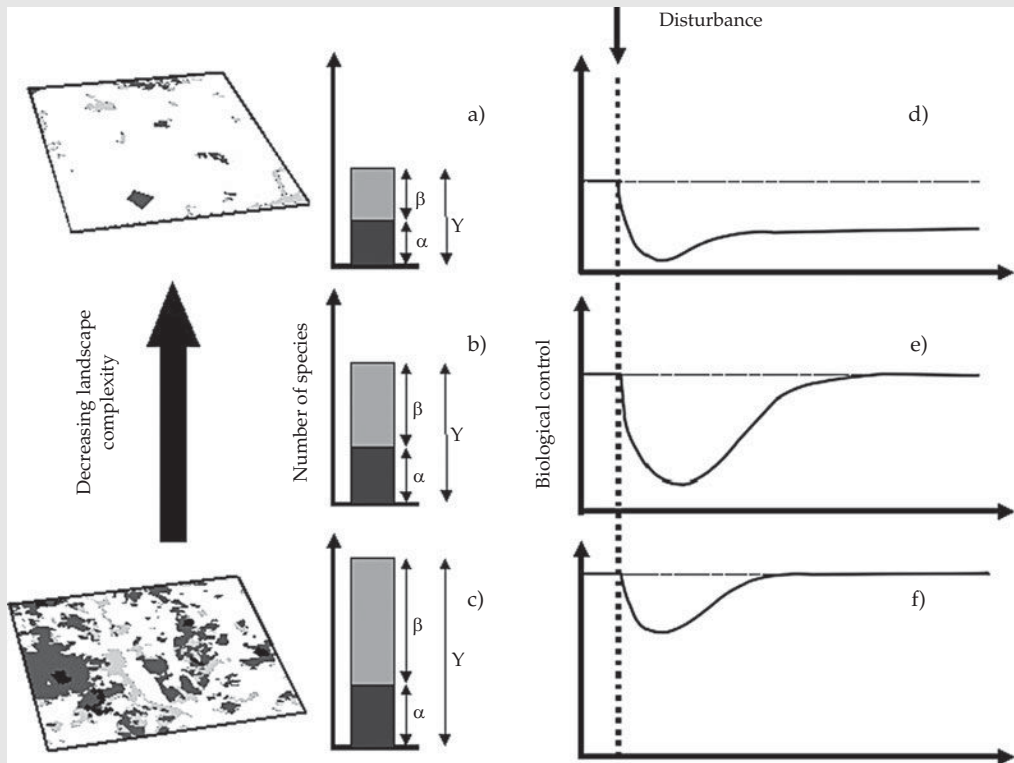 Disturbance
a)
β
Y
α
d)
Decreasing landscape
complexity
Number of species
b)
β
Y
α
Biological control
e)
c)
β
Y
α
f)